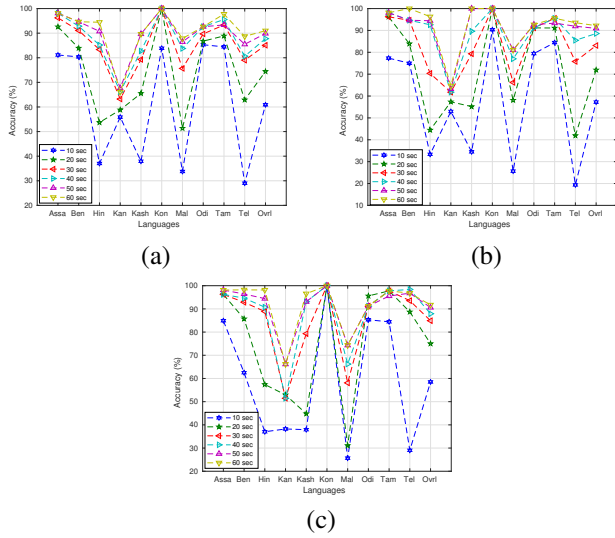 100
90
80
70
60
50
40
30
20
Accuracy (%)
10 sec
20 sec
30 sec
40 sec
50 sec
60 sec
Assa Ben Hin Kan Kash Kon Mal Odi Tam Tel Ovrl
Languages
(a)
100
90
80
70
60
50
40
30
20
10
Accuracy (%)
10 sec
20 sec
30 sec
40 sec
50 sec
60 sec
Assa Ben Hin Kan Kash Kon Mal Odi Tam Tel Ovrl
Languages
(b)
100
90
80
70
60
50
40
30
20
Accuracy (%)
10 sec
20 sec
30 sec
40 sec
50 sec
60 sec
Assa Ben Hin Kan Kash Kon Mal Odi Tam Tel Ovrl
Languages
(c)